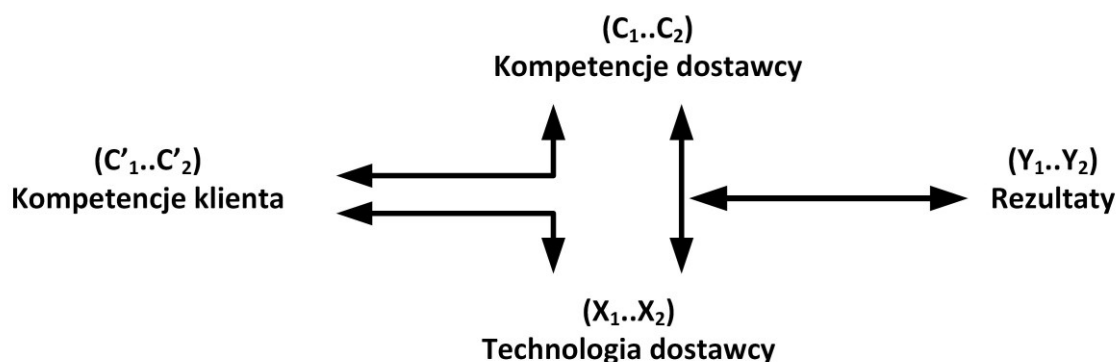 (C₁..C₂)
Kompetencje dostawcy
(C’₁..C’₂)
Kompetencje klienta
(Y₁..Y₂)
Rezultaty
(X₁..X₂)
Technologia dostawcy